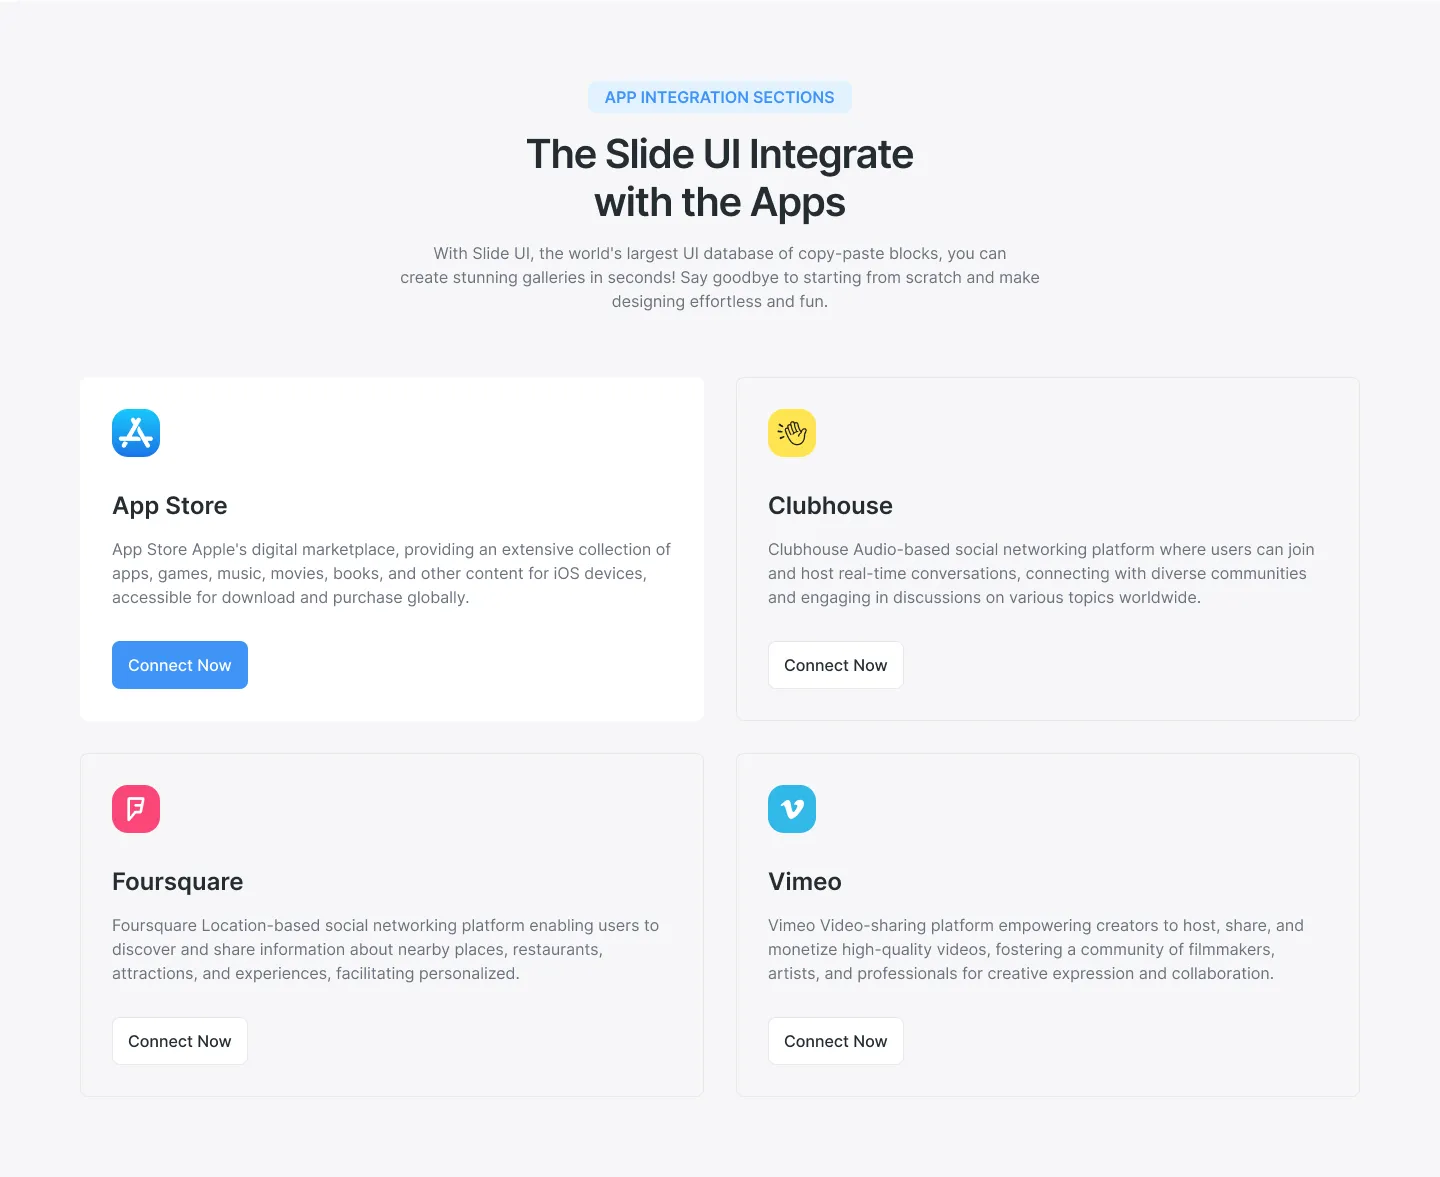 APP INTEGRATION SECTIONS
The Slide UI Integrate
with the Apps
With Slide UI, the world's largest UI database of copy-paste blocks, you can
create stunning galleries in seconds! Say goodbye to starting from scratch and make
designing effortless and fun.
App Store
App Store Apple's digital marketplace, providing an extensive collection of
apps, games, music, movies, books, and other content for iOS devices,
accessible for download and purchase globally.
Connect Now
Clubhouse
Clubhouse Audio-based social networking platform where users can join
and host real-time conversations, connecting with diverse communities
and engaging in discussions on various topics worldwide.
Connect Now
Foursquare
Foursquare Location-based social networking platform enabling users to
discover and share information about nearby places, restaurants,
attractions, and experiences, facilitating personalized.
Connect Now
Vimeo
Vimeo Video-sharing platform empowering creators to host, share, and
monetize high-quality videos, fostering a community of filmmakers,
artists, and professionals for creative expression and collaboration.
Connect Now